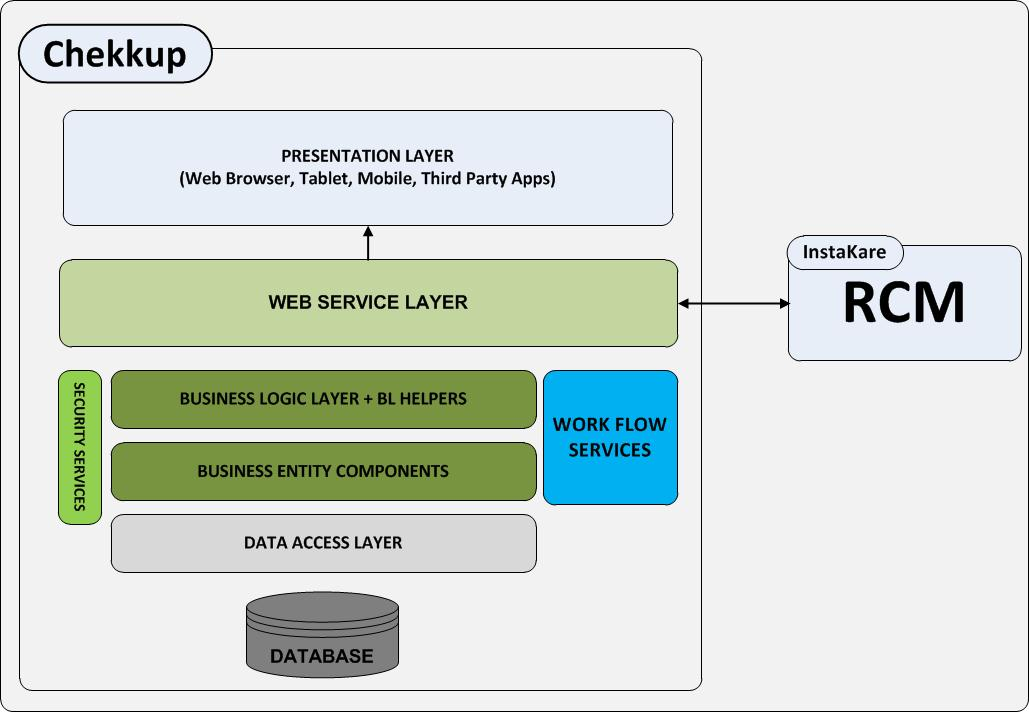 Chekkup
PRESENTATION LAYER
(Web Browser, Tablet, Mobile, Third Party Apps)
InstaKare
RCM
WEB SERVICE LAYER
SECURITY SERVICES
BUSINESS LOGIC LAYER + BL HELPERS
WORK FLOW
SERVICES
BUSINESS ENTITY COMPONENTS
DATA ACCESS LAYER
DATABASE